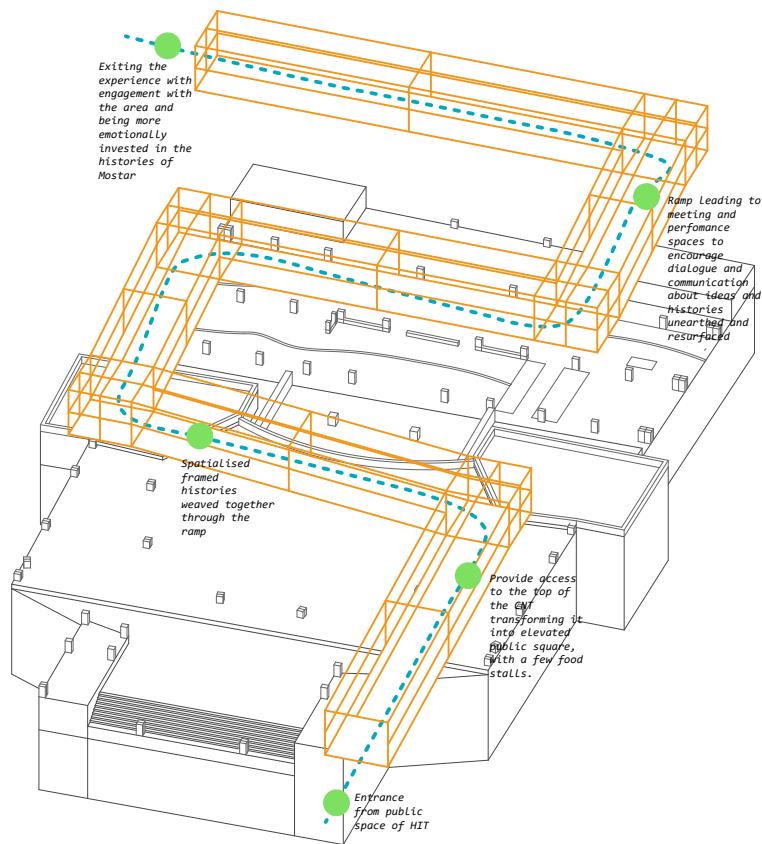 Exiting the
experience with
engagement with
the area and
being more
emotionally
invested in the
histories of
Mostar
Ramp leading to
meeting and
perfomance
spaces to
encourage
dialogue and
communication
about ideas and
histories
unearthed and
resurfaced
Spatialised
framed
histories
weaved together
through the
ramp
Provide access
to the top of
the CNT
transforming it
into elevated
public square,
with a few food
stalls.
Entrance
from public
space of HIT